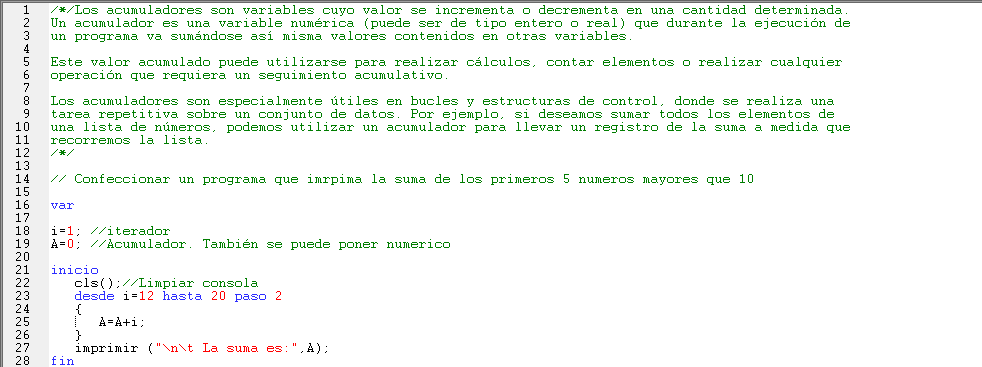 1 /*/Los acumuladores son variables cuyo valor se incrementa o decrementa en una cantidad determinada.
2 Un acumulador es una variable numérica (puede ser de tipo entero o real) que durante la ejecución de
3 un programa va sumándose así misma valores contenidos en otras variables.
4
5 Este valor acumulado puede utilizarse para realizar cálculos, contar elementos o realizar cualquier
6 operación que requiera un seguimiento acumulativo.
7
8 Los acumuladores son especialmente útiles en bucles y estructuras de control, donde se realiza una
9 tarea repetitiva sobre un conjunto de datos. Por ejemplo, si deseamos sumar todos los elementos de
10 una lista de números, podemos utilizar un acumulador para llevar un registro de la suma a medida que
11 recorremos la lista.
12 /*/
13
14 // Confeccionar un programa que imrpima la suma de los primeros 5 numeros mayores que 10
15
16 var
17
18 i=1; //iterador
19 A=0; //Acumulador. También se puede poner numerico
20
21 inicio
22 cls();//Limpiar consola
23 desde i=12 hasta 20 paso 2
24 {
25 A=A+i;
26 }
27 imprimir ("\n\t La suma es:",A);
28 fin